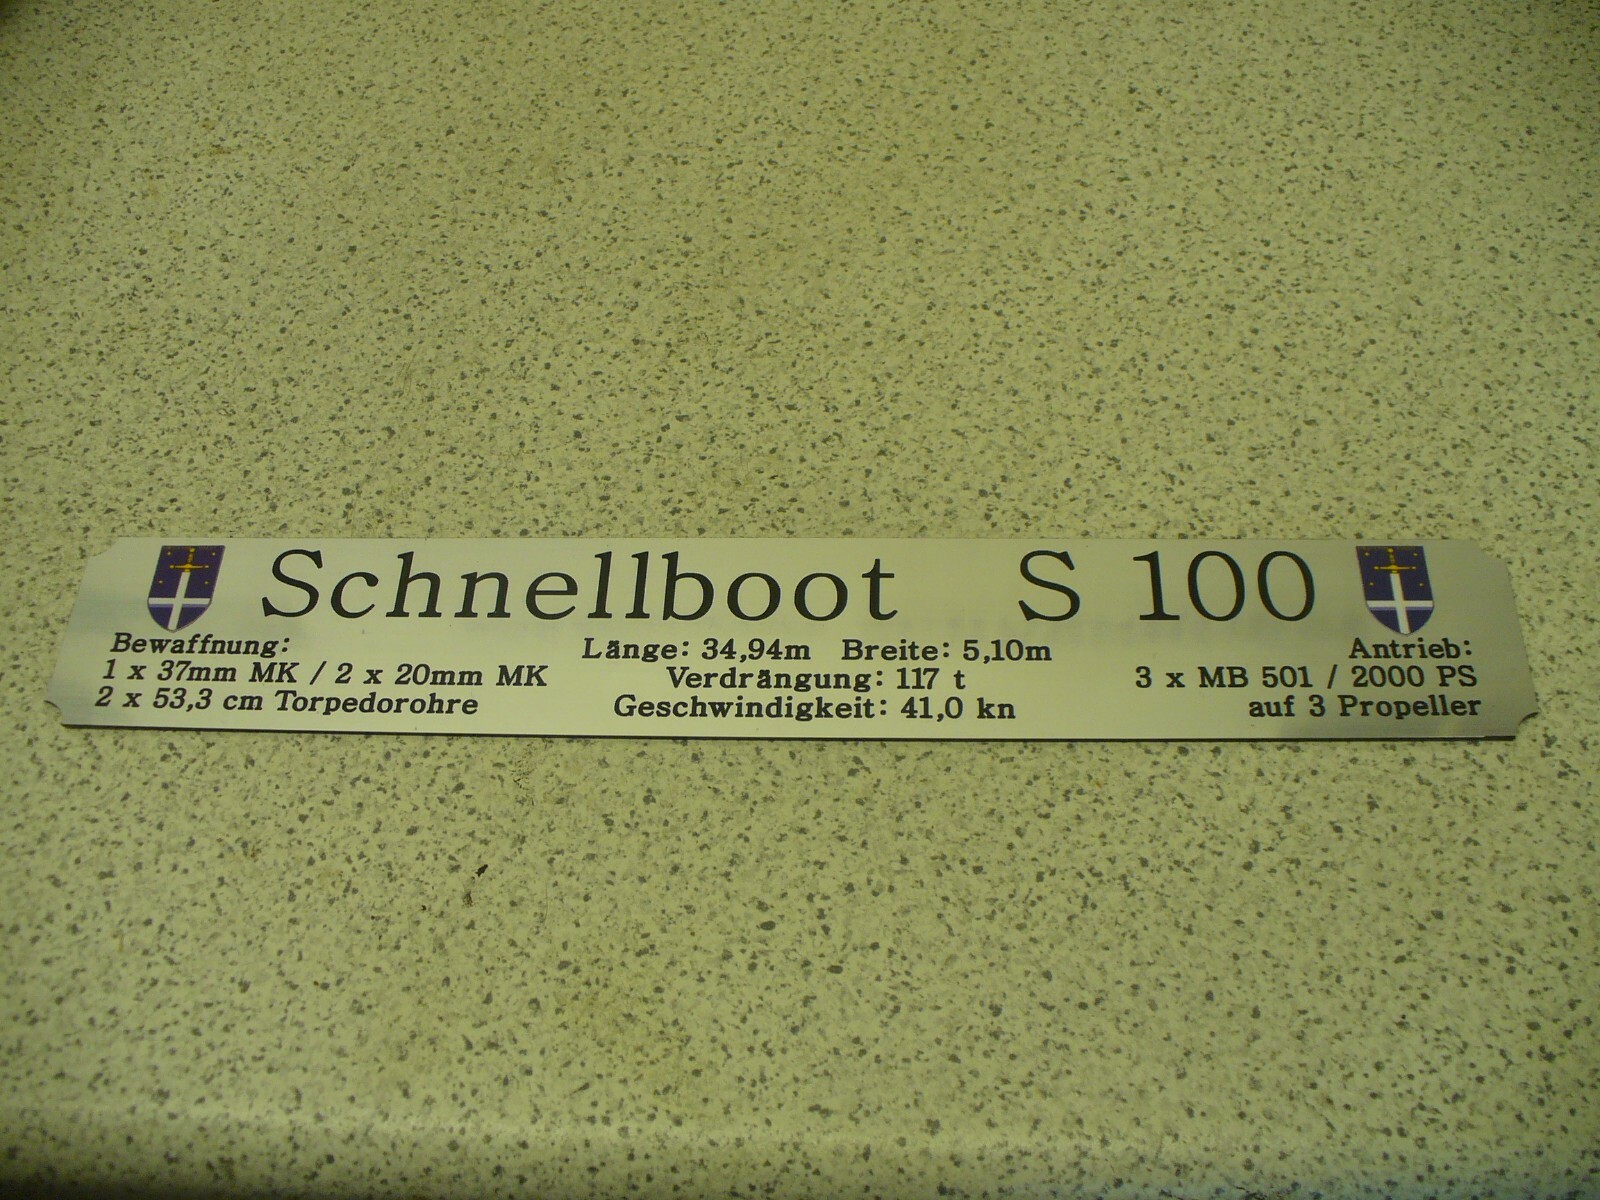 Schnellboot S 100
Bewaffnung:
1 x 37mm MK / 2 x 20mm MK
2 x 53,3 cm Torpedorohre
Länge: 34,94m Breite: 5,10m
Verdrängung: 117 t
Geschwindigkeit: 41,0 kn
Antrieb:
3 x MB 501 / 2000 PS
auf 3 Propeller